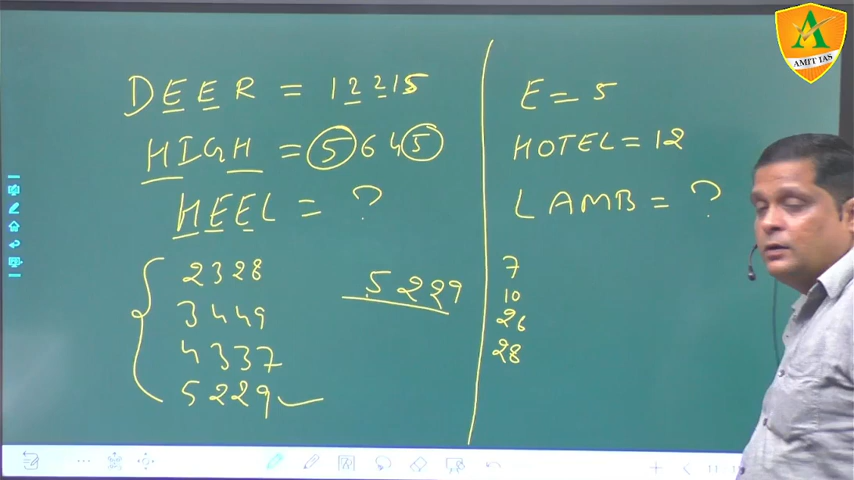 DEER = 12215
HIGH = 5645
HEEL = ?
2328
3449
4337
5229
5229
E = 5
HOTEL = 12
LAMB = ?
7
10
26
28
A
AMIT IAS